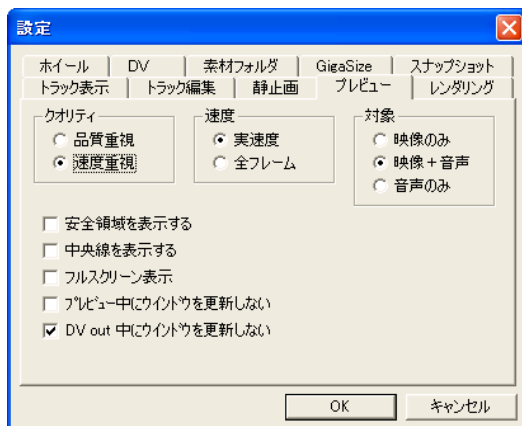 設定
ホイール DV 素材フォルダ GigaSize スナップショット
トラック表示 トラック編集 静止画 プレビュー レンダリング
クオリティ 速度 対象
品質重視 実速度 映像のみ
速度重視 全フレーム 映像+音声
音声のみ
安全領域を表示する
中央線を表示する
フルスクリーン表示
プレビュー中にウインドウを更新しない
DV out 中にウインドウを更新しない
OK キャンセル